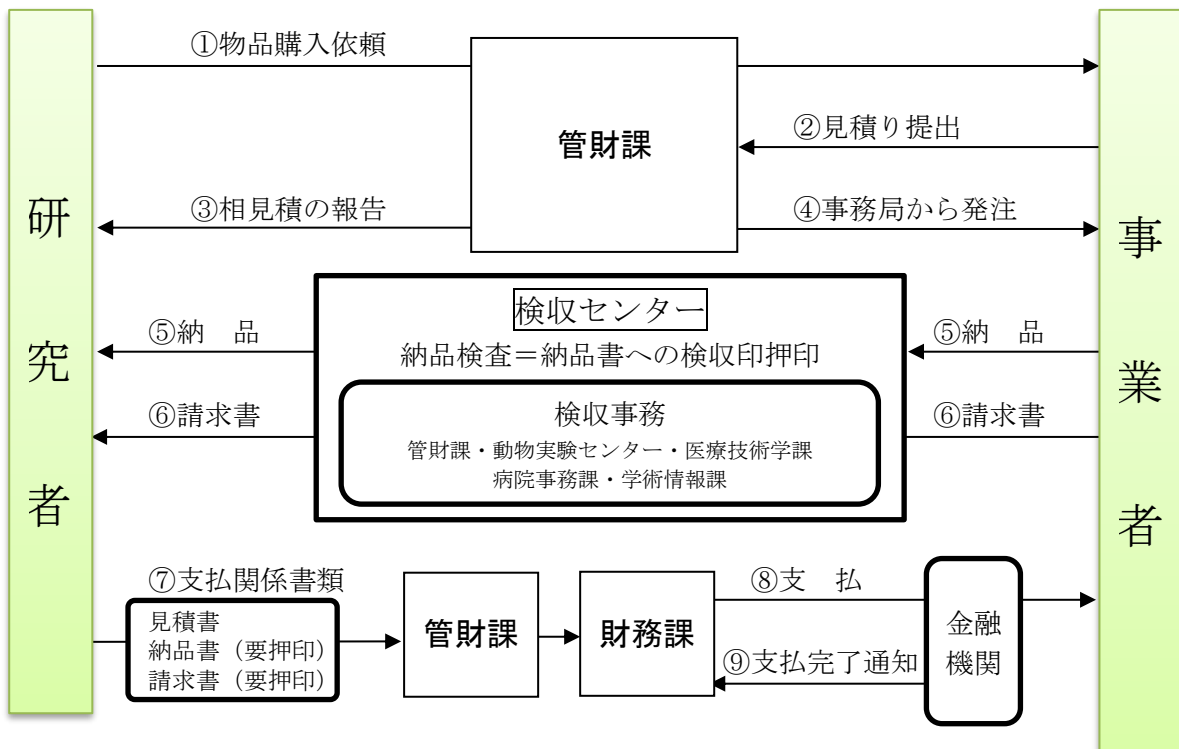 研究者
事業者
①物品購入依頼
管財課
②見積り提出
③相見積の報告
④事務局から発注
検収センター
納品検査＝納品書への検収印押印
⑤納　品
⑤納　品
⑥請求書
⑥請求書
検収事務
管財課・動物実験センター・医療技術学課
病院事務課・学術情報課
⑦支払関係書類
見積書
納品書（要押印）
請求書（要押印）
管財課
財務課
⑧支　払
⑨支払完了通知
金融
機関